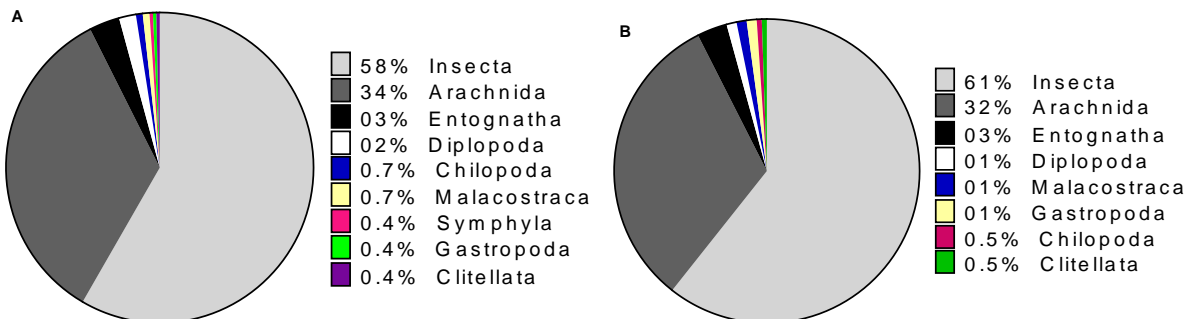 A
58% Insecta
34% Arachnida
03% Entognatha
02% Diplopoda
0.7% Chilopoda
0.7% Malacostraca
0.4% Symphyla
0.4% Gastropoda
0.4% Clitellata
B
61% Insecta
32% Arachnida
03% Entognatha
01% Diplopoda
01% Malacostraca
01% Gastropoda
0.5% Chilopoda
0.5% Clitellata